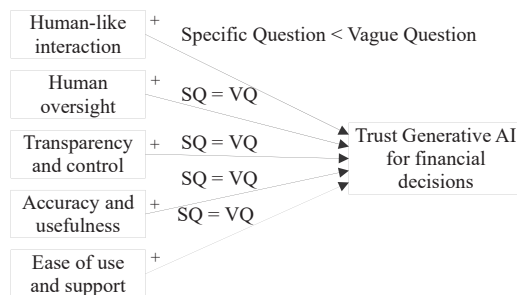 Human-like
interaction
+
Specific Question < Vague Question
Human
oversight
+
SQ = VQ
Transparency
and control
+
SQ = VQ
Trust Generative AI
for financial
decisions
SQ = VQ
Accuracy and
usefulness
+
SQ = VQ
Ease of use
and support
+